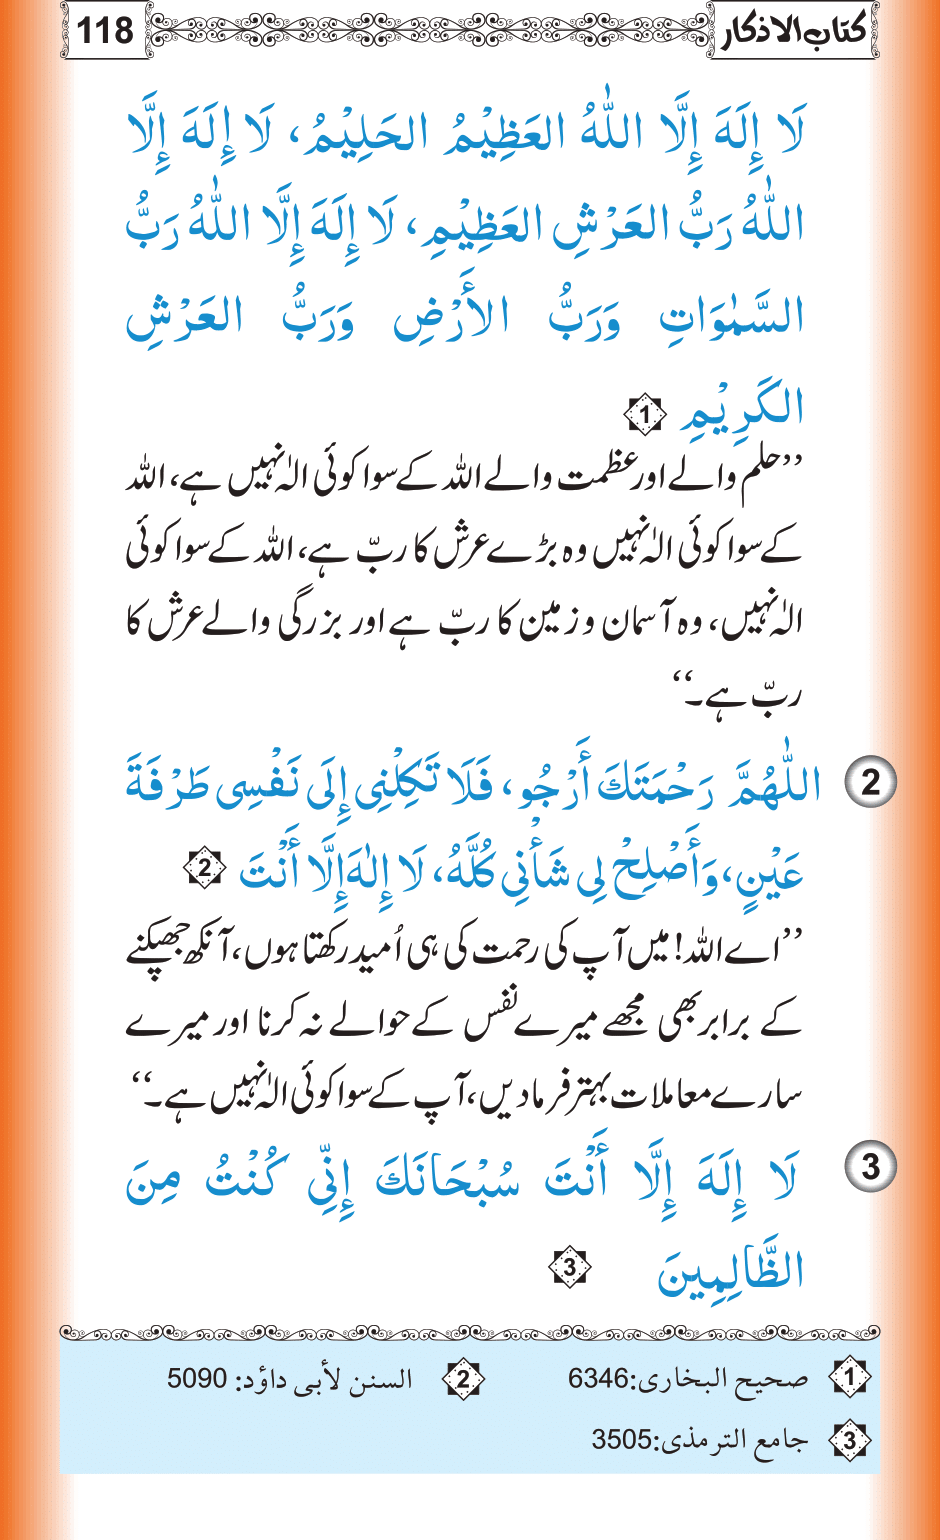 كتاب الاذكار 118
لَا إِلَهَ إِلَّا اللّٰهُ العَظِيْمُ الحَلِيْمُ، لَا إِلَهَ إِلَّا
اللّٰهُ رَبُّ العَرْشِ العَظِيْمِ، لَا إِلَهَ إِلَّا اللّٰهُ رَبُّ
السَّمٰوَاتِ وَرَبُّ الأَرْضِ وَرَبُّ العَرْشِ
الكَرِيْمِ 1
’’حلم والے اور عظمت والے اللہ کے سوا کوئی الٰہ نہیں ہے، اللہ
کے سوا کوئی الٰہ نہیں وہ بڑے عرش کا ربّ ہے، اللہ کے سوا کوئی
الٰہ نہیں، وہ آسمان و زمین کا ربّ ہے اور بزرگی والے عرش کا
ربّ ہے۔‘‘
2 اللّٰهُمَّ رَحْمَتَكَ أَرْجُو، فَلَا تَكِلْنِى إِلَى نَفْسِى طَرْفَةَ
عَيْنٍ، وَأَصْلِحْ لِى شَأْنِى كُلَّهُ، لَا إِلٰهَ إِلَّا أَنْتَ 2
’’اے اللہ! میں آپ کی رحمت کی ہی اُمید رکھتا ہوں، آنکھ جھپکنے
کے برابر بھی مجھے میرے نفس کے حوالے نہ کرنا اور میرے
سارے معاملات بہتر فرمادیں، آپ کے سوا کوئی الٰہ نہیں ہے۔‘‘
3 لَا إِلَهَ إِلَّا أَنْتَ سُبْحَانَكَ إِنِّي كُنْتُ مِنَ
الظَّالِمِينَ 3
1 صحيح البخارى:6346 2 السنن لأبى داؤد: 5090
3 جامع الترمذى:3505